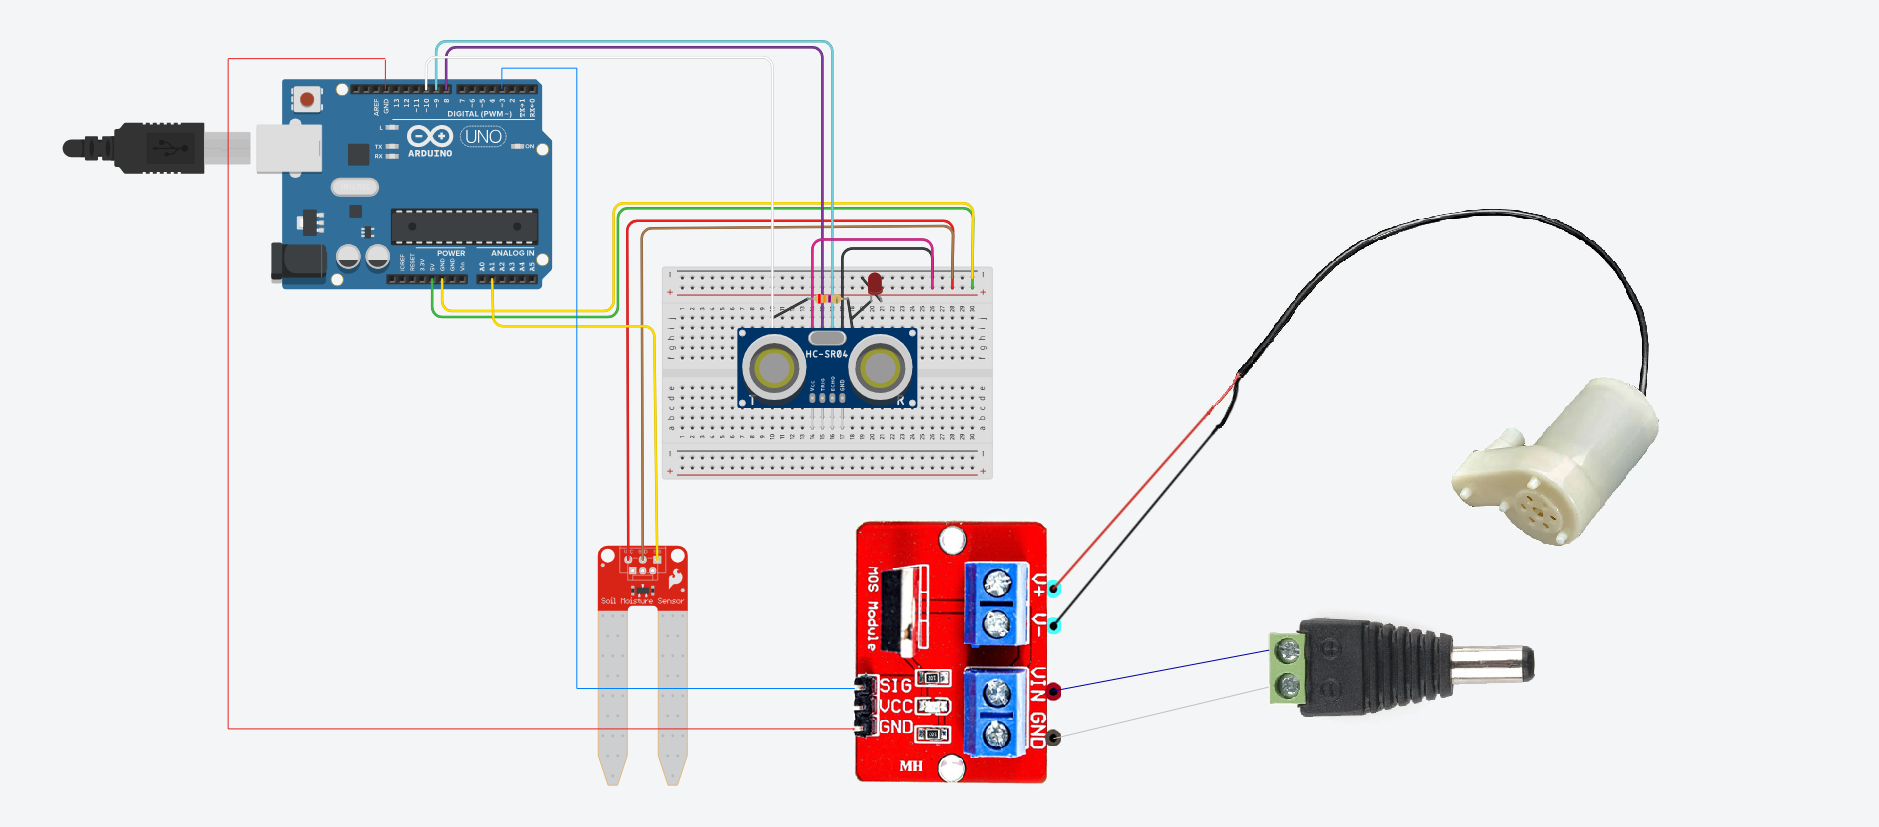 AREF
GND
13
12
~11
~10
~9
8
7
~6
~5
4
~3
2
TX→1
RX←0
DIGITAL (PWM~)
L
TX
RX
ARDUINO
UNO
ON
POWER
ANALOG IN
IOREF
RESET
3.3V
5V
GND
GND
Vin
A0
A1
A2
A3
A4
A5
HC-SR04
VCC
TRIG
ECHO
GND
T
R
j
i
h
g
f
e
d
c
b
a
Soil Moisture Sensor
MOS Module
V+
V-
VIN
GND
SIG
VCC
GND
MH